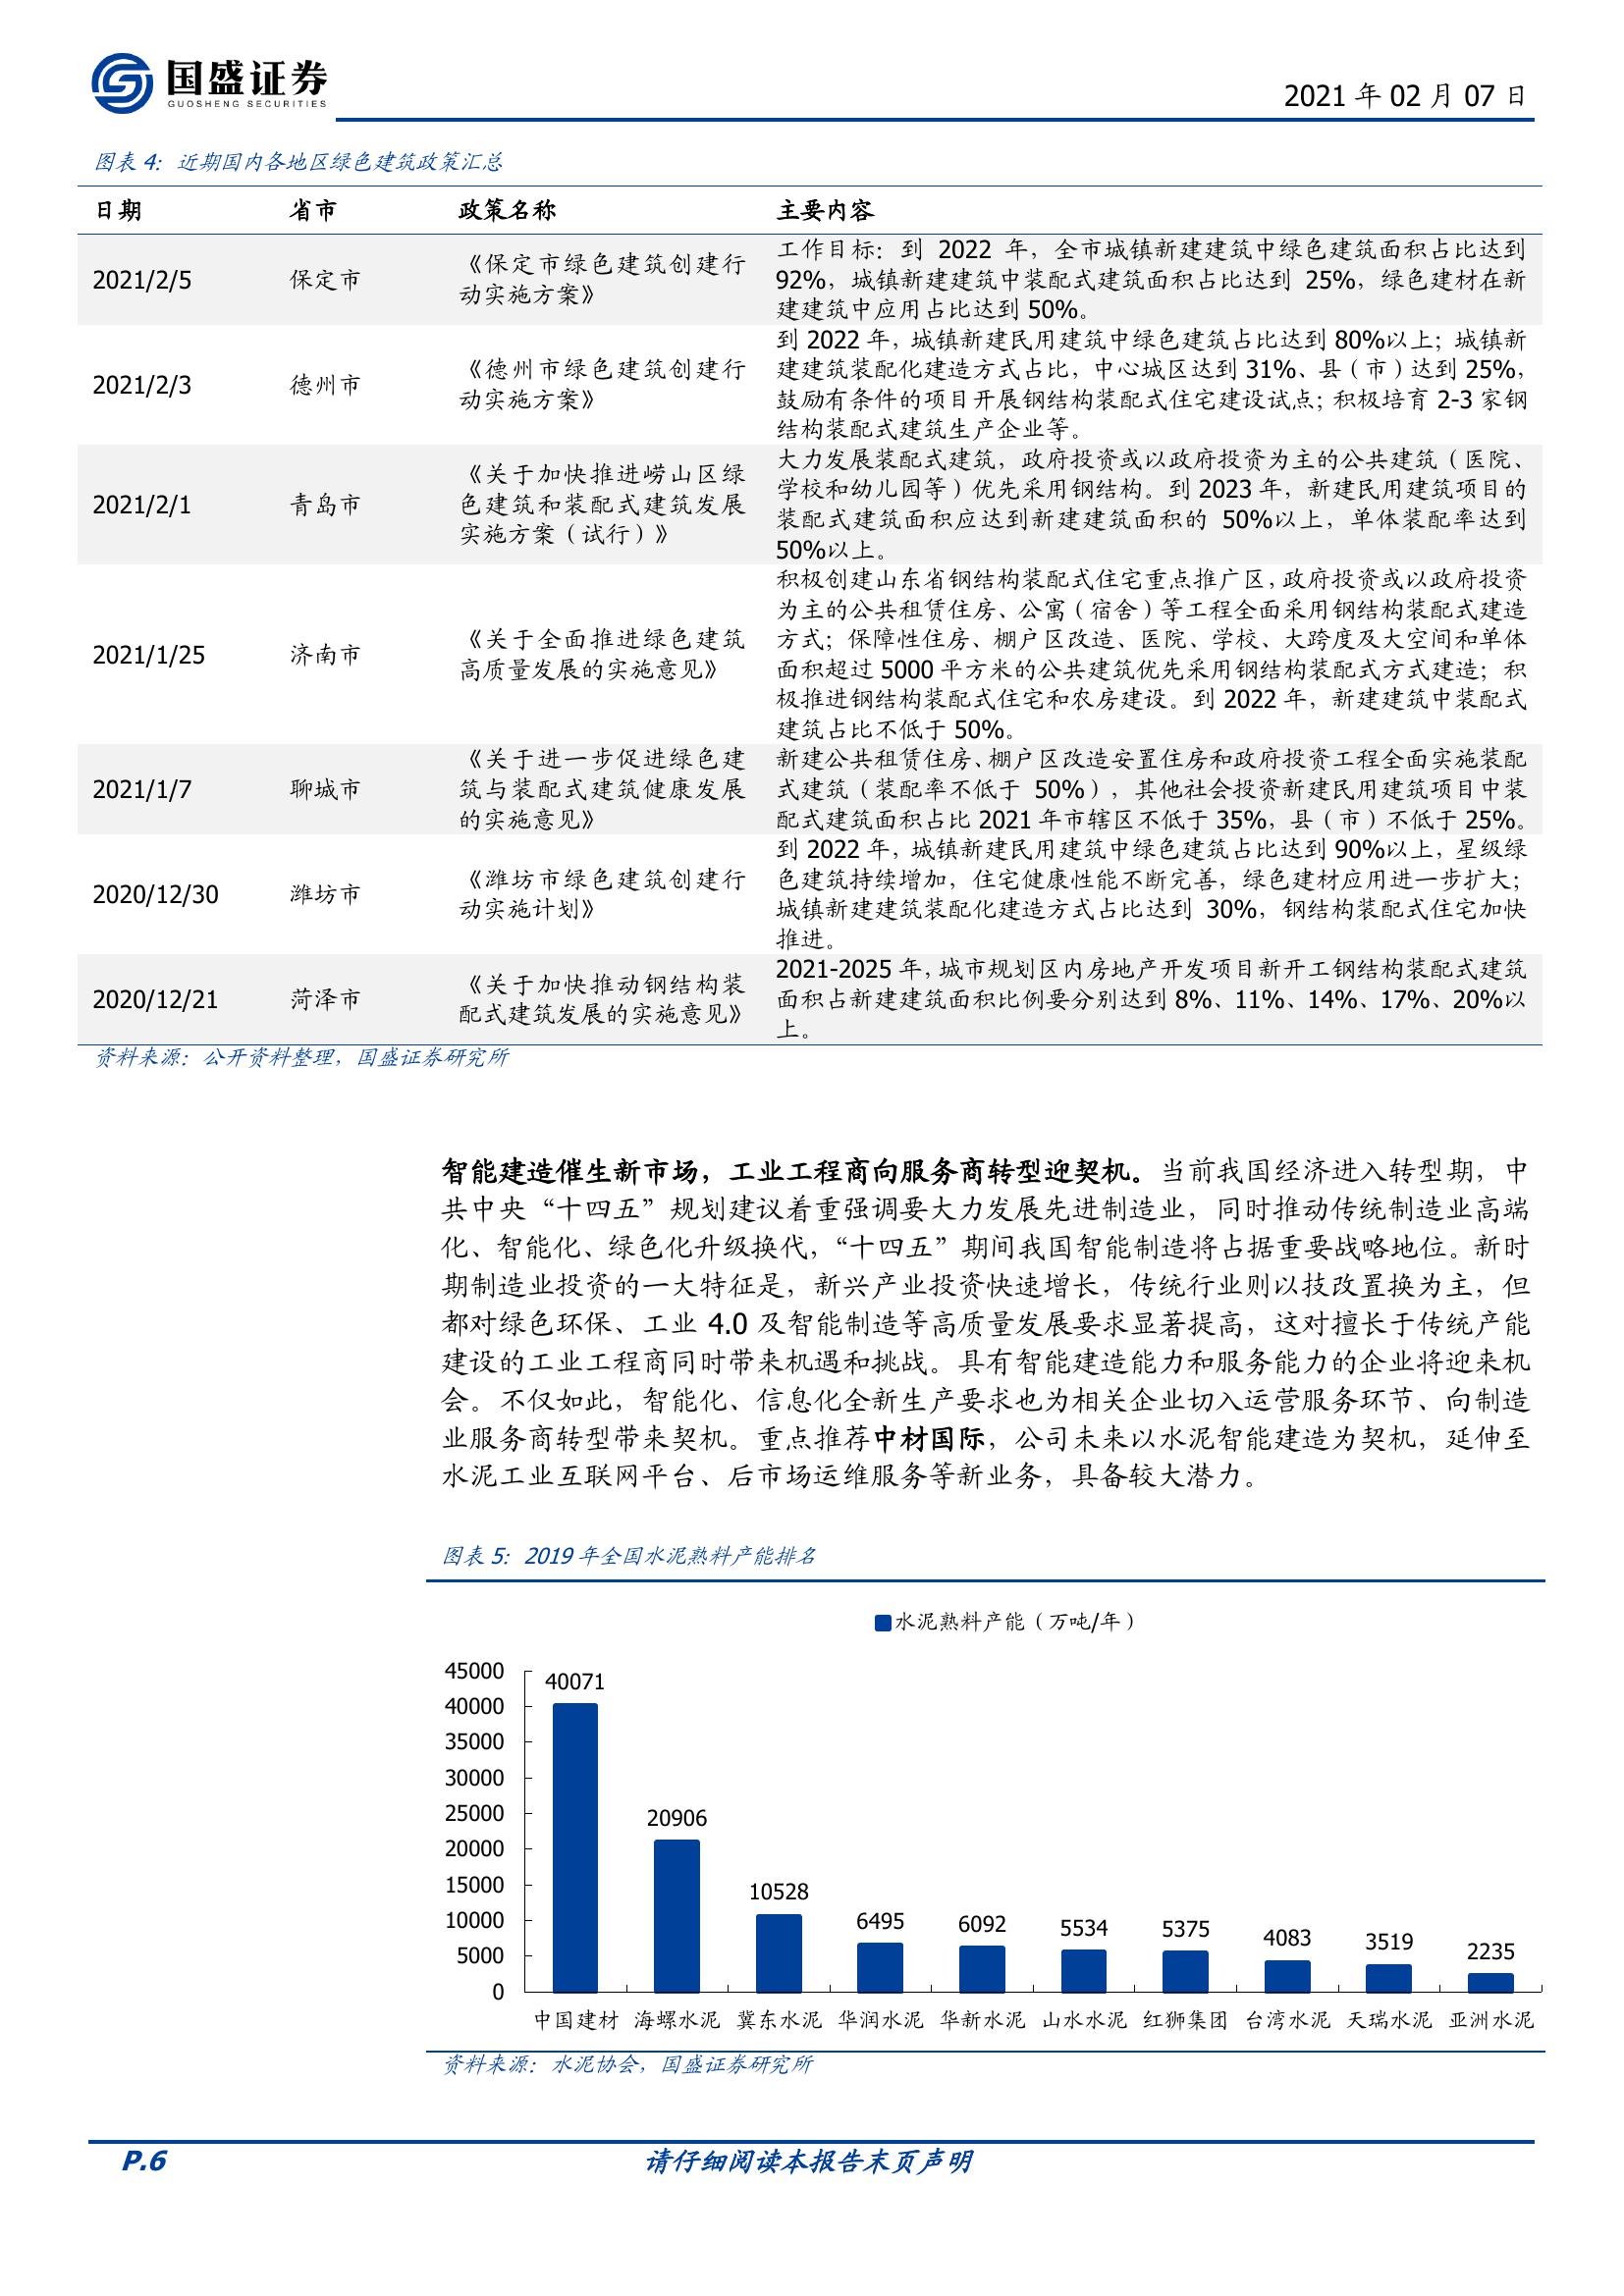 国盛证券
GUOSHENG SECURITIES
2021 年 02 月 07 日
图表 4：近期国内各地区绿色建筑政策汇总
日期 省市 政策名称 主要内容
2021/2/5
保定市
《保定市绿色建筑创建行
动实施方案》
工作目标：到 2022 年，全市城镇新建建筑中绿色建筑面积占比达到
92%，城镇新建建筑中装配式建筑面积占比达到 25%，绿色建材在新
建建筑中应用占比达到 50%。
2021/2/3
德州市
《德州市绿色建筑创建行
动实施方案》
到 2022 年，城镇新建民用建筑中绿色建筑占比达到 80%以上；城镇新
建建筑装配化建造方式占比，中心城区达到 31%、县（市）达到 25%，
鼓励有条件的项目开展钢结构装配式住宅建设试点；积极培育 2-3 家钢
结构装配式建筑生产企业等。
2021/2/1
青岛市
《关于加快推进崂山区绿
色建筑和装配式建筑发展
实施方案（试行）》
大力发展装配式建筑，政府投资或以政府投资为主的公共建筑（医院、
学校和幼儿园等）优先采用钢结构。到 2023 年，新建民用建筑项目的
装配式建筑面积应达到新建建筑面积的 50%以上，单体装配率达到
50%以上。
2021/1/25
济南市
《关于全面推进绿色建筑
高质量发展的实施意见》
积极创建山东省钢结构装配式住宅重点推广区，政府投资或以政府投资
为主的公共租赁住房、公寓（宿舍）等工程全面采用钢结构装配式建造
方式；保障性住房、棚户区改造、医院、学校、大跨度及大空间和单体
面积超过 5000 平方米的公共建筑优先采用钢结构装配式方式建造；积
极推进钢结构装配式住宅和农房建设。到 2022 年，新建建筑中装配式
建筑占比不低于 50%。
2021/1/7
聊城市
《关于进一步促进绿色建
筑与装配式建筑健康发展
的实施意见》
新建公共租赁住房、棚户区改造安置住房和政府投资工程全面实施装配
式建筑（装配率不低于 50%），其他社会投资新建民用建筑项目中装
配式建筑面积占比 2021 年市辖区不低于 35%，县（市）不低于 25%。
2020/12/30
潍坊市
《潍坊市绿色建筑创建行
动实施计划》
到 2022 年，城镇新建民用建筑中绿色建筑占比达到 90%以上，星级绿
色建筑持续增加，住宅健康性能不断完善，绿色建材应用进一步扩大；
城镇新建建筑装配化建造方式占比达到 30%，钢结构装配式住宅加快
推进。
2020/12/21
菏泽市
《关于加快推动钢结构装
配式建筑发展的实施意见》
2021-2025 年，城市规划区内房地产开发项目新开工钢结构装配式建筑
面积占新建建筑面积比例要分别达到 8%、11%、14%、17%、20%以
上。
资料来源：公开资料整理，国盛证券研究所
智能建造催生新市场，工业工程商向服务商转型迎契机。当前我国经济进入转型期，中
共中央“十四五”规划建议着重强调要大力发展先进制造业，同时推动传统制造业高端
化、智能化、绿色化升级换代，“十四五”期间我国智能制造将占据重要战略地位。新时
期制造业投资的一大特征是，新兴产业投资快速增长，传统行业则以技改置换为主，但
都对绿色环保、工业 4.0 及智能制造等高质量发展要求显著提高，这对擅长于传统产能
建设的工业工程商同时带来机遇和挑战。具有智能建造能力和服务能力的企业将迎来机
会。不仅如此，智能化、信息化全新生产要求也为相关企业切入运营服务环节、向制造
业服务商转型带来契机。重点推荐中材国际，公司未来以水泥智能建造为契机，延伸至
水泥工业互联网平台、后市场运维服务等新业务，具备较大潜力。
图表 5：2019 年全国水泥熟料产能排名
水泥熟料产能（万吨/年）
45000
40000
35000
30000
25000
20000
15000
10000
5000
0
40071
20906
10528
6495
6092
5534
5375
4083
3519
2235
中国建材 海螺水泥 冀东水泥 华润水泥 华新水泥 山水水泥 红狮集团 台湾水泥 天瑞水泥 亚洲水泥
资料来源：水泥协会，国盛证券研究所
P.6 请仔细阅读本报告末页声明